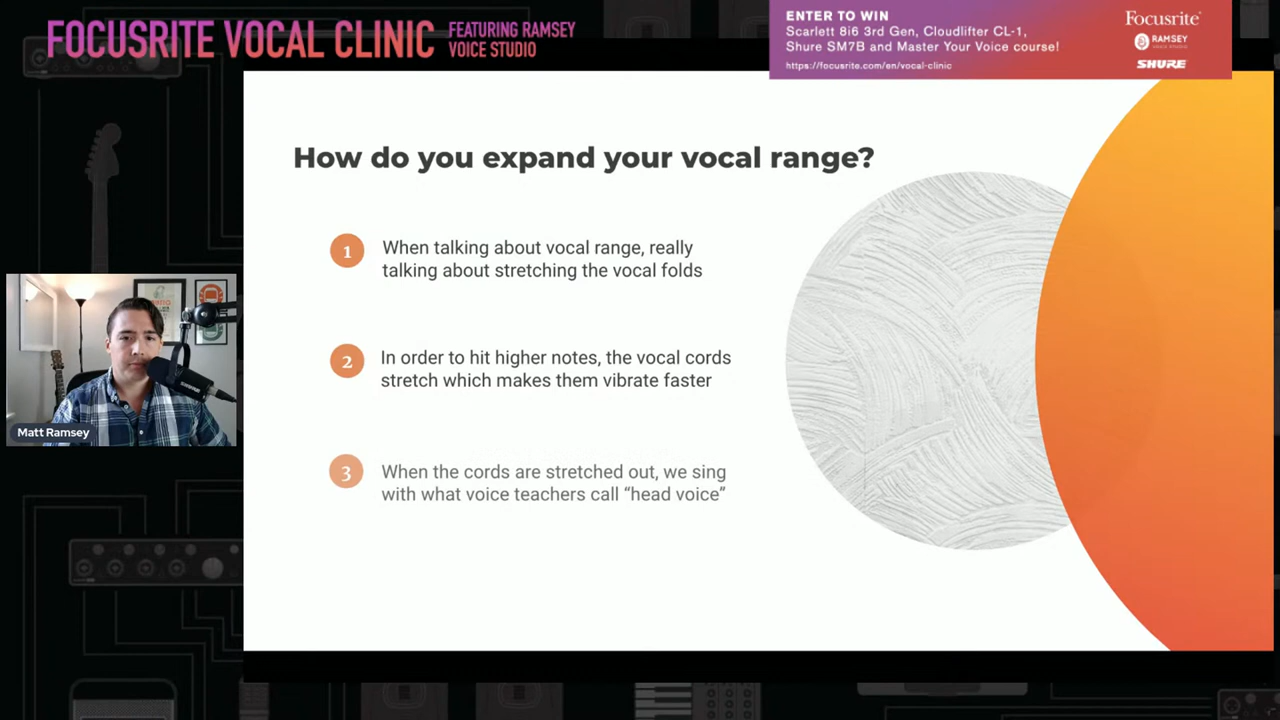 FOCUSRITE VOCAL CLINIC
FEATURING RAMSEY
VOICE STUDIO
ENTER TO WIN
Scarlett 8i6 3rd Gen, Cloudlifter CL-1,
Shure SM7B and Master Your Voice course!
https://focusrite.com/en/vocal-clinic
Focusrite
RAMSEY
VOICE STUDIO
SHURE
How do you expand your vocal range?
1
When talking about vocal range, really
talking about stretching the vocal folds
2
In order to hit higher notes, the vocal cords
stretch which makes them vibrate faster
3
When the cords are stretched out, we sing
with what voice teachers call “head voice”
SHURE
Matt Ramsey